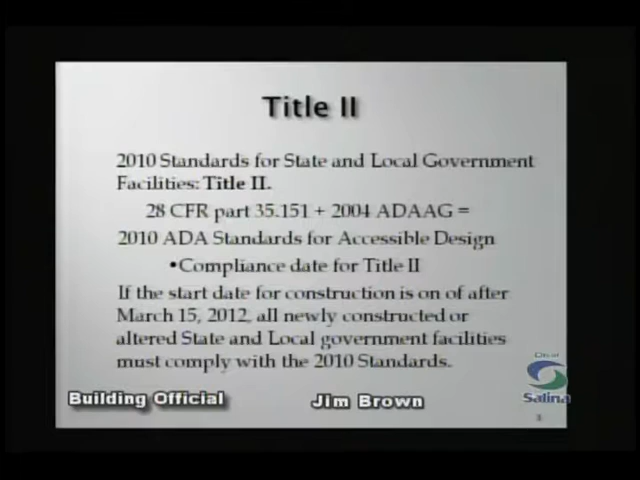 Title II
2010 Standards for State and Local Government
Facilities: Title II.
28 CFR part 35.151 + 2004 ADAAG =
2010 ADA Standards for Accessible Design
•Compliance date for Title II
If the start date for construction is on of after
March 15, 2012, all newly constructed or
altered State and Local government facilities
must comply with the 2010 Standards.
City of
Salina
Building Official
Jim Brown
3